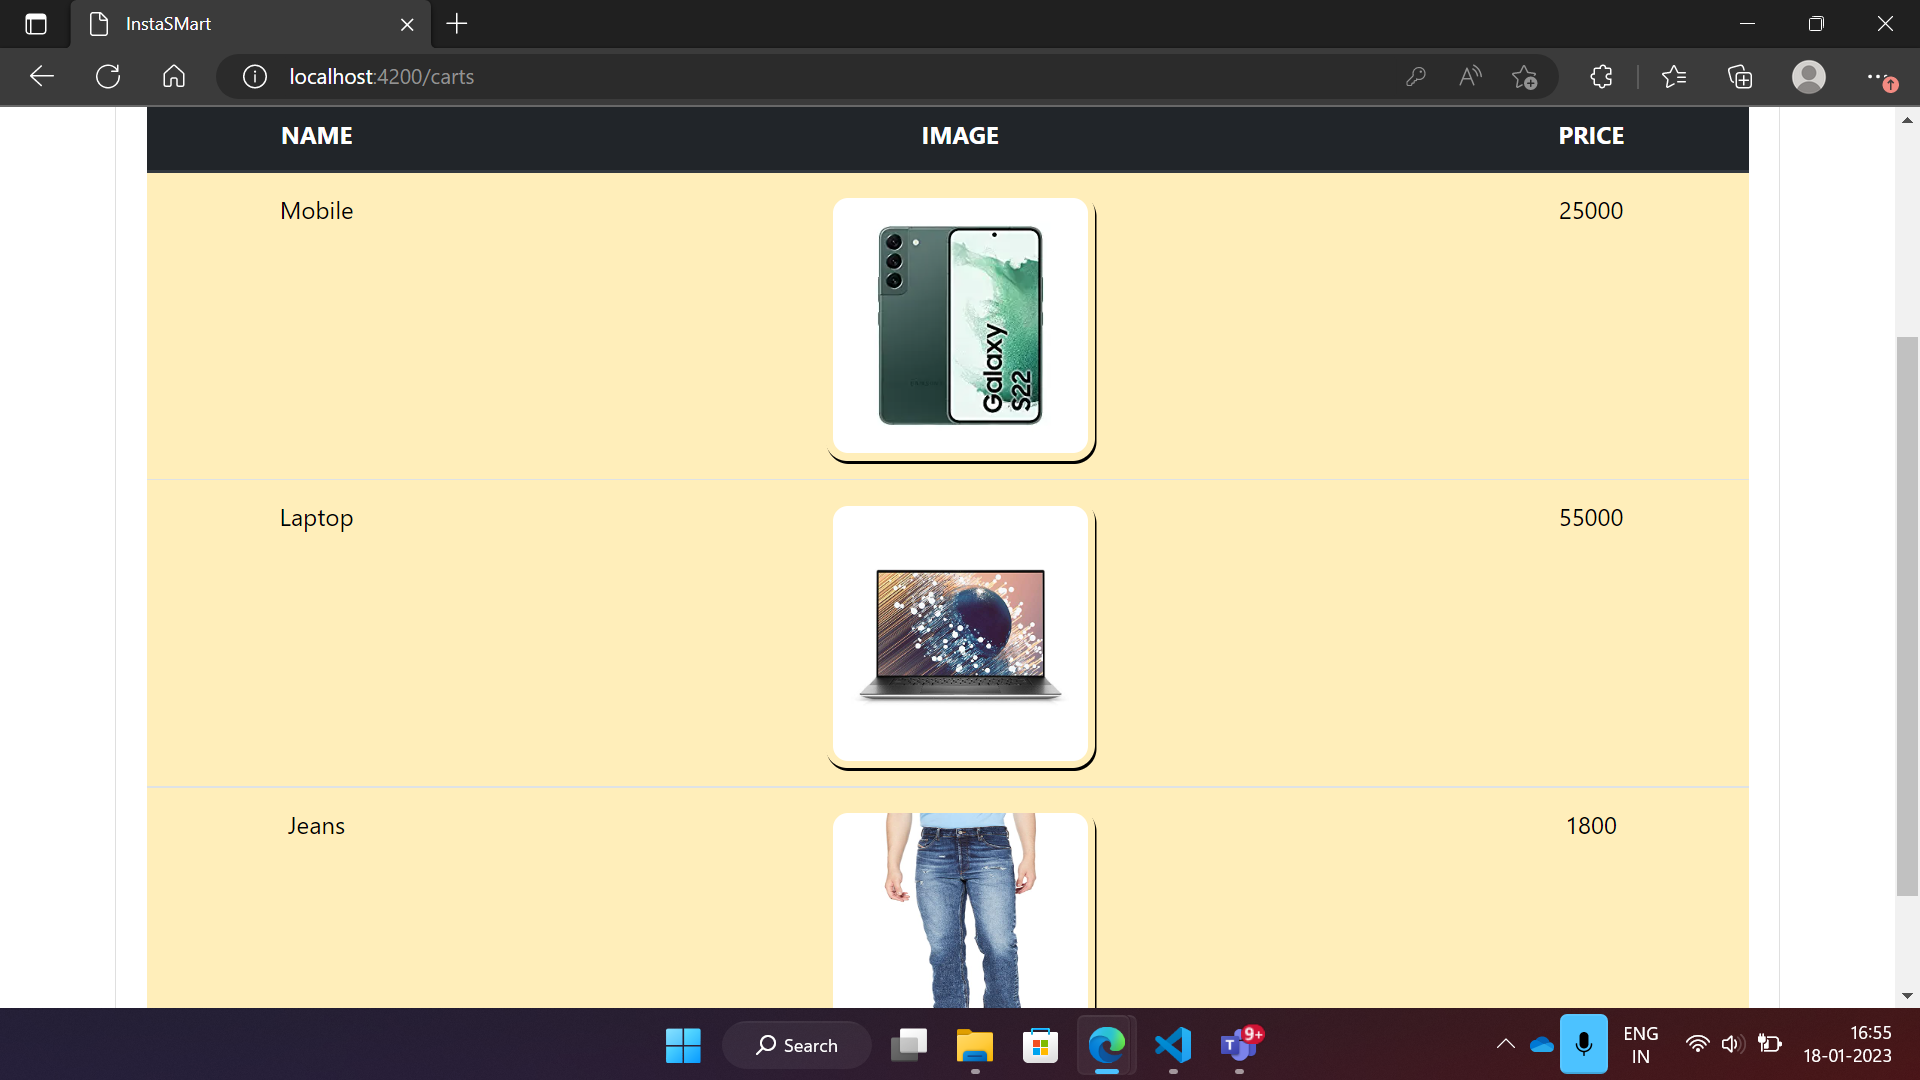 InstaSMart
localhost:4200/carts
NAME IMAGE PRICE
Mobile 25000
Galaxy
S22
Laptop 55000
Jeans 1800
Search
9+
T
ENG
IN
16:55
18-01-2023